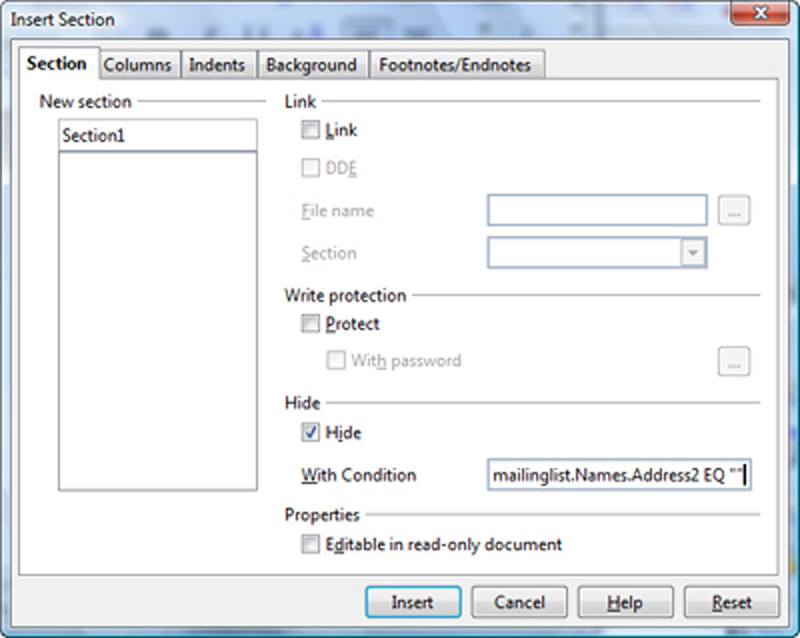 Insert Section
Section Columns Indents Background Footnotes/Endnotes
New section
Section1
Link
Link
DDE
File name
...
Section
Write protection
Protect
With password
...
Hide
Hide
With Condition
mailinglist.Names.Address2 EQ ""
Properties
Editable in read-only document
Insert Cancel Help Reset